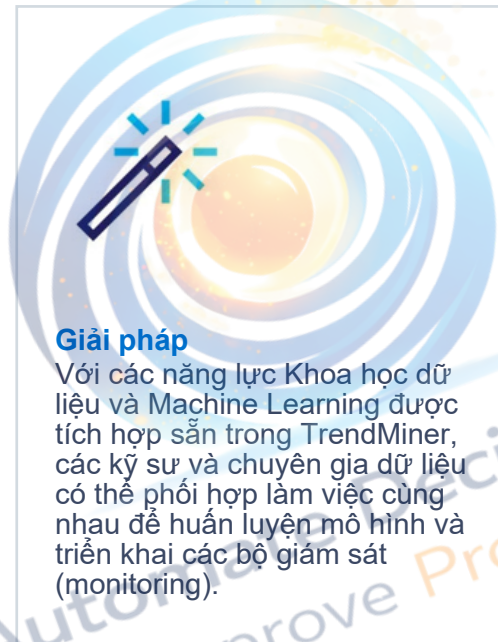 Giải pháp
Với các năng lực Khoa học dữ
liệu và Machine Learning được
tích hợp sẵn trong TrendMiner,
các kỹ sư và chuyên gia dữ liệu
có thể phối hợp làm việc cùng
nhau để huấn luyện mô hình và
triển khai các bộ giám sát
(monitoring).